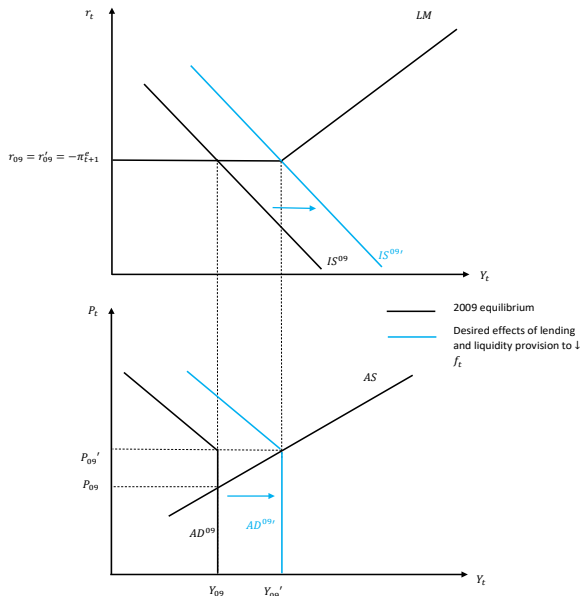 r_t
LM
r_09 = r'_09 = −π^e_{t+1}
IS^09
IS^09′
Y_t
P_t
2009 equilibrium
Desired effects of lending
and liquidity provision to ↓
f_t
AS
P_09′
P_09
AD^09
AD^09′
Y_09
Y_09′
Y_t